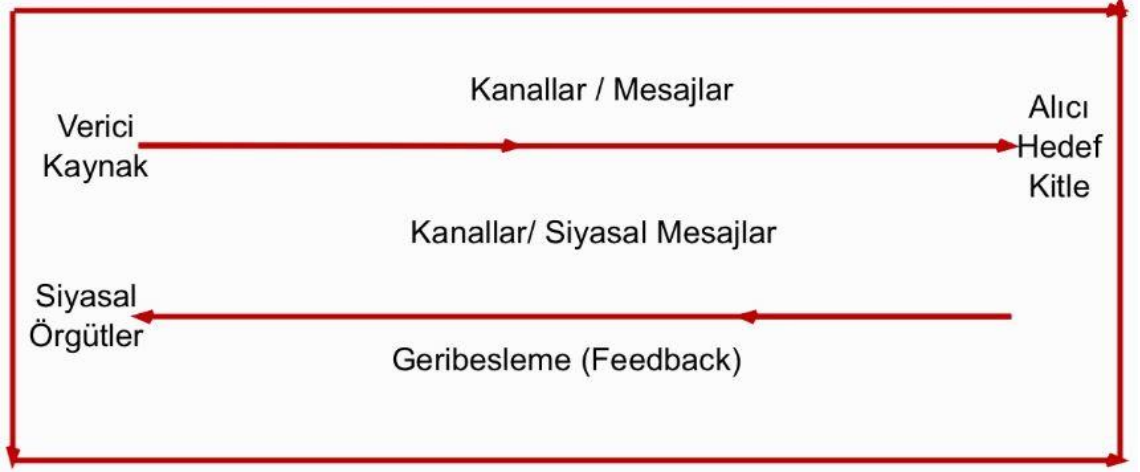 Kanallar / Mesajlar
Verici
Kaynak
Alıcı
Hedef
Kitle
Kanallar/ Siyasal Mesajlar
Siyasal
Örgütler
Geribesleme (Feedback)